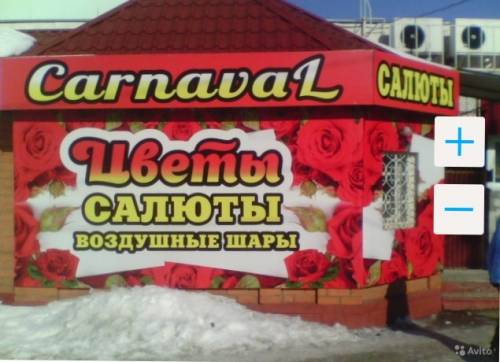 CarnavaL
САЛЮТЫ
Цветы
САЛЮТЫ
ВОЗДУШНЫЕ ШАРЫ
Avito